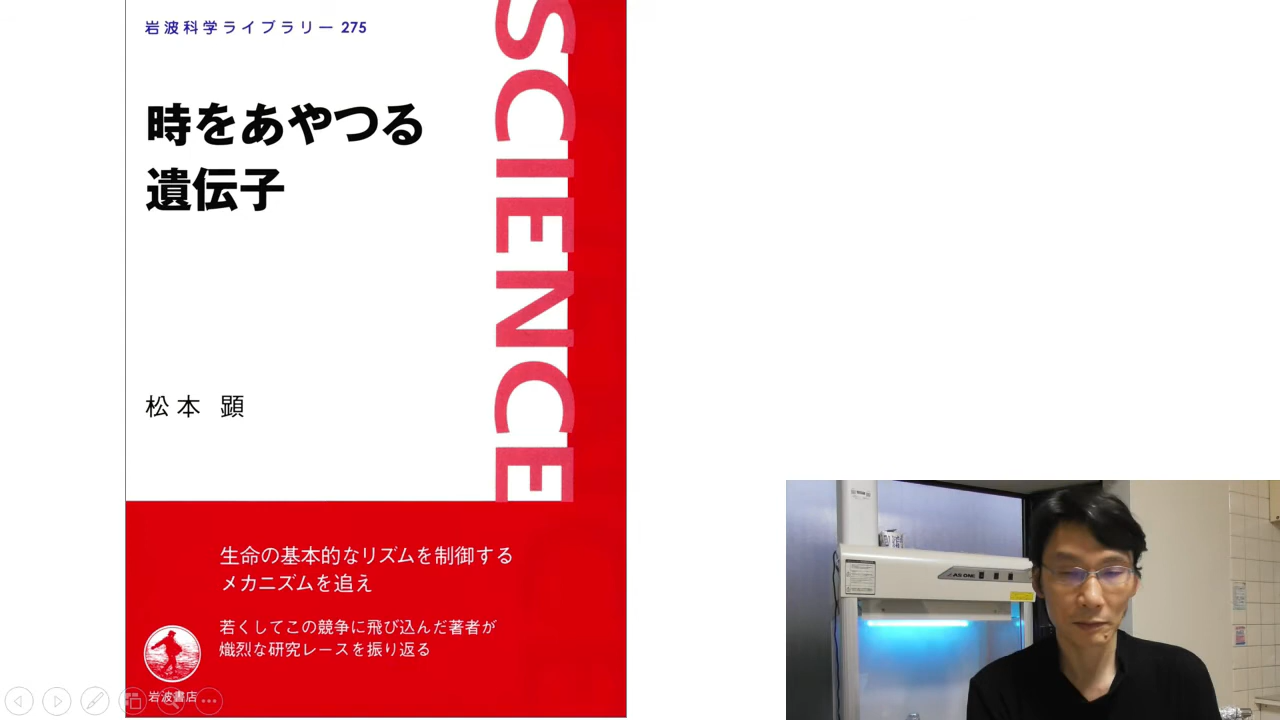 岩波科学ライブラリー 275
SCIENCE
時をあやつる
遺伝子
松本 顕
生命の基本的なリズムを制御する
メカニズムを追え
若くしてこの競争に飛び込んだ著者が
熾烈な研究レースを振り返る
岩波書店
AS ONE